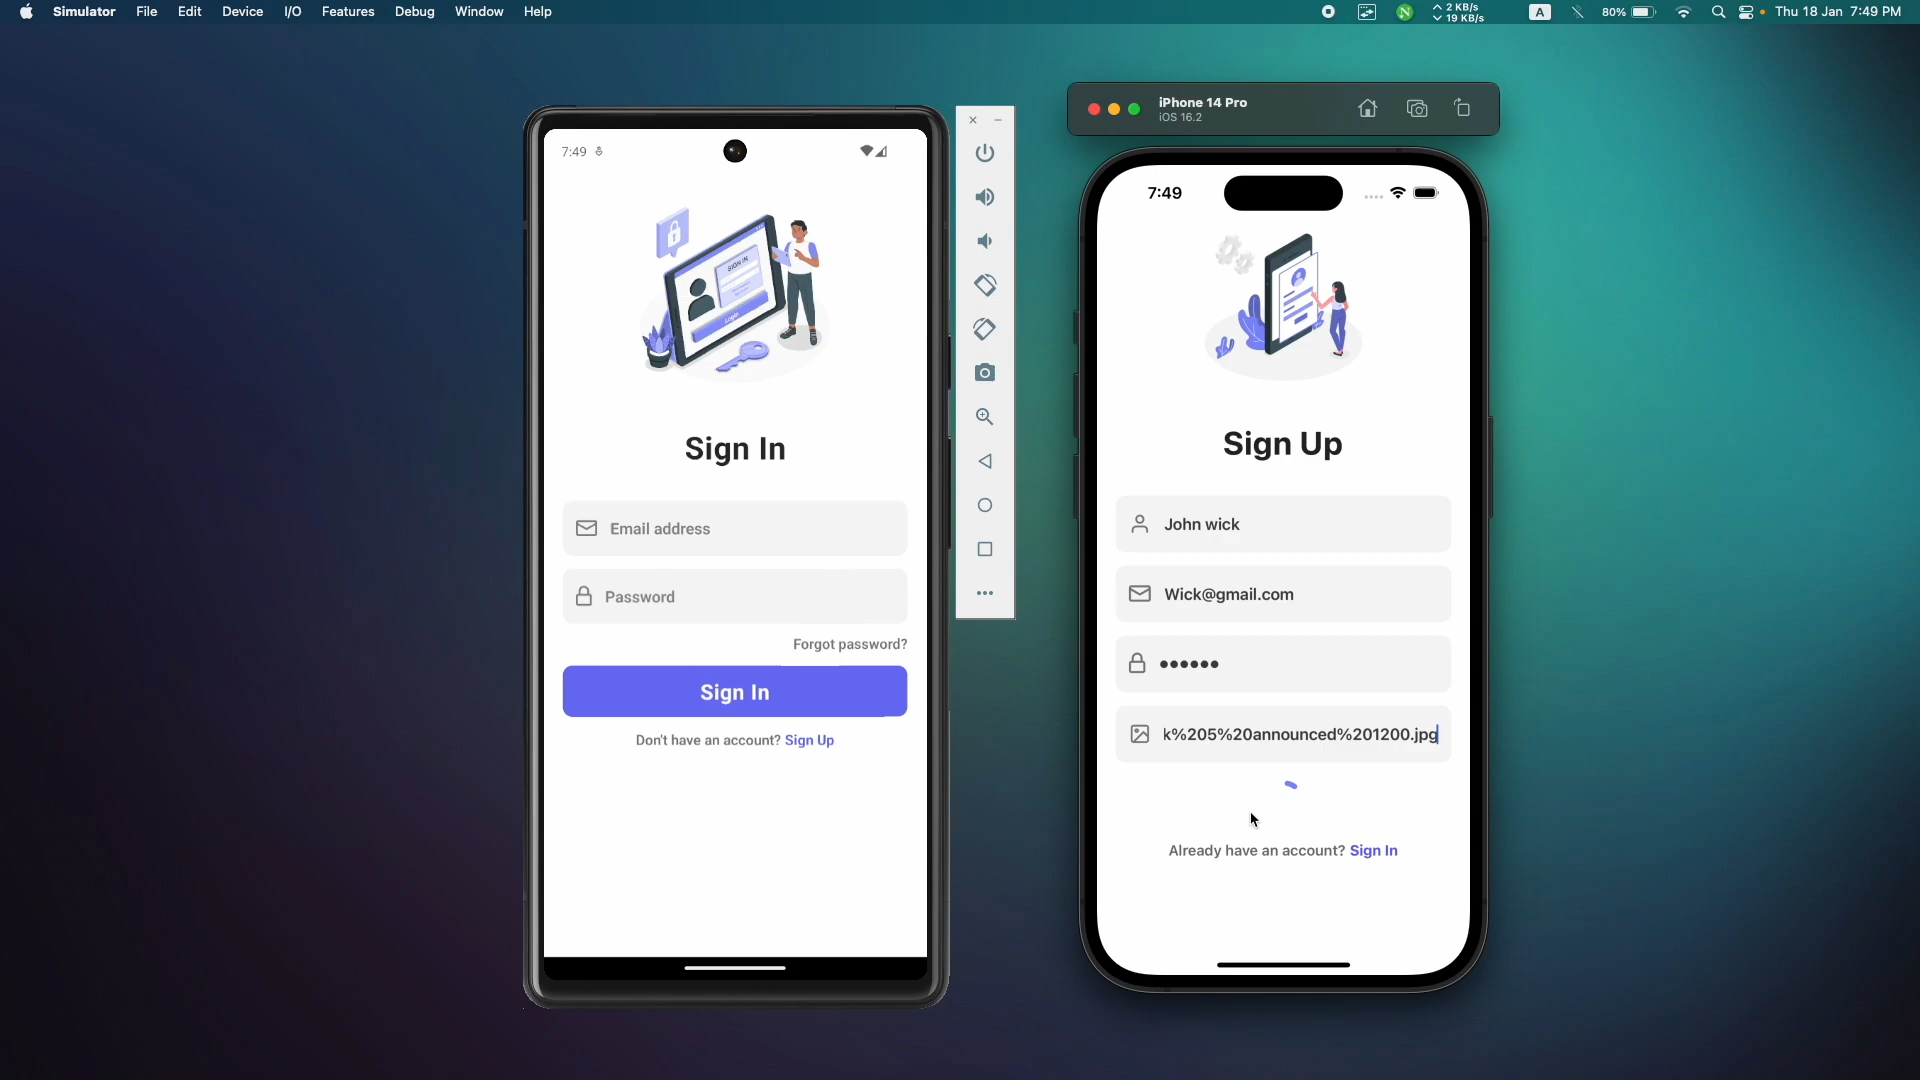 Simulator File Edit Device I/O Features Debug Window Help
N 2 KB/s 19 KB/s A 80% Thu 18 Jan 7:49 PM
7:49
SIGN IN
Login
Sign In
Email address
Password
Forgot password?
Sign In
Don't have an account? Sign Up
iPhone 14 Pro
iOS 16.2
7:49
Sign Up
John wick
Wick@gmail.com
••••••
k%205%20announced%201200.jpg
Already have an account? Sign In